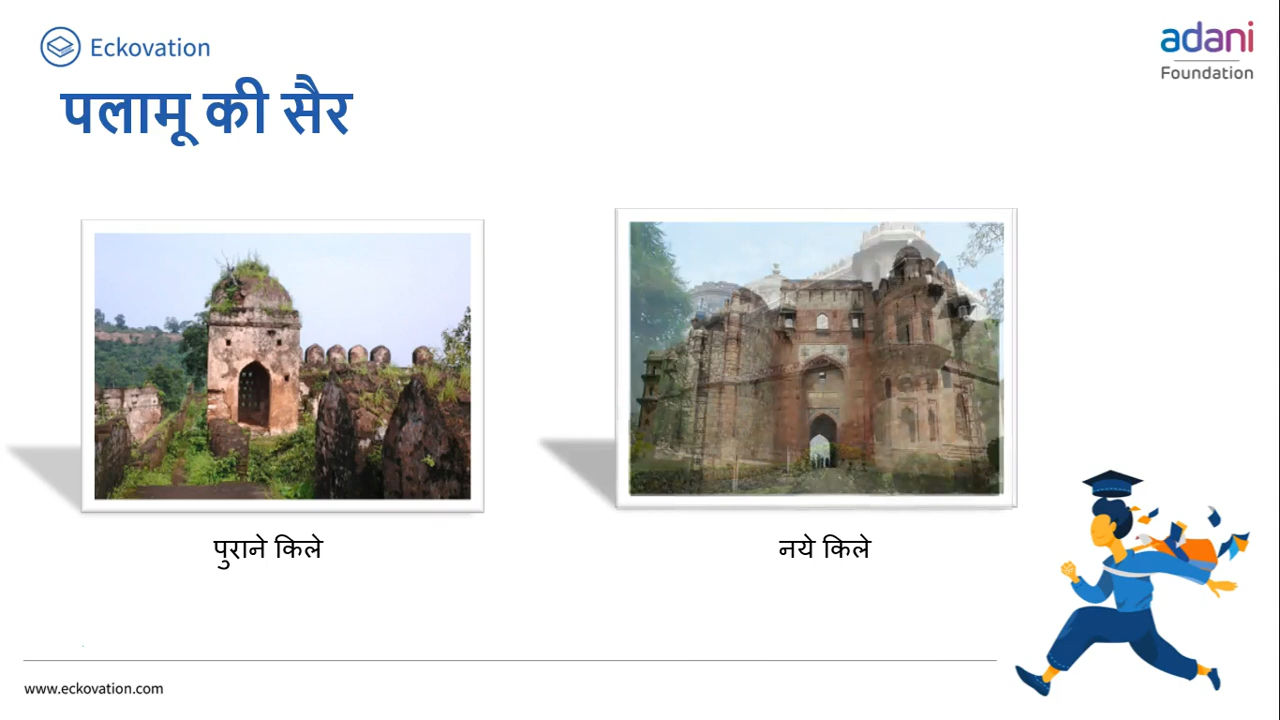 Eckovation
adani
Foundation
पलामू की सैर
पुराने किले
नये किले
www.eckovation.com